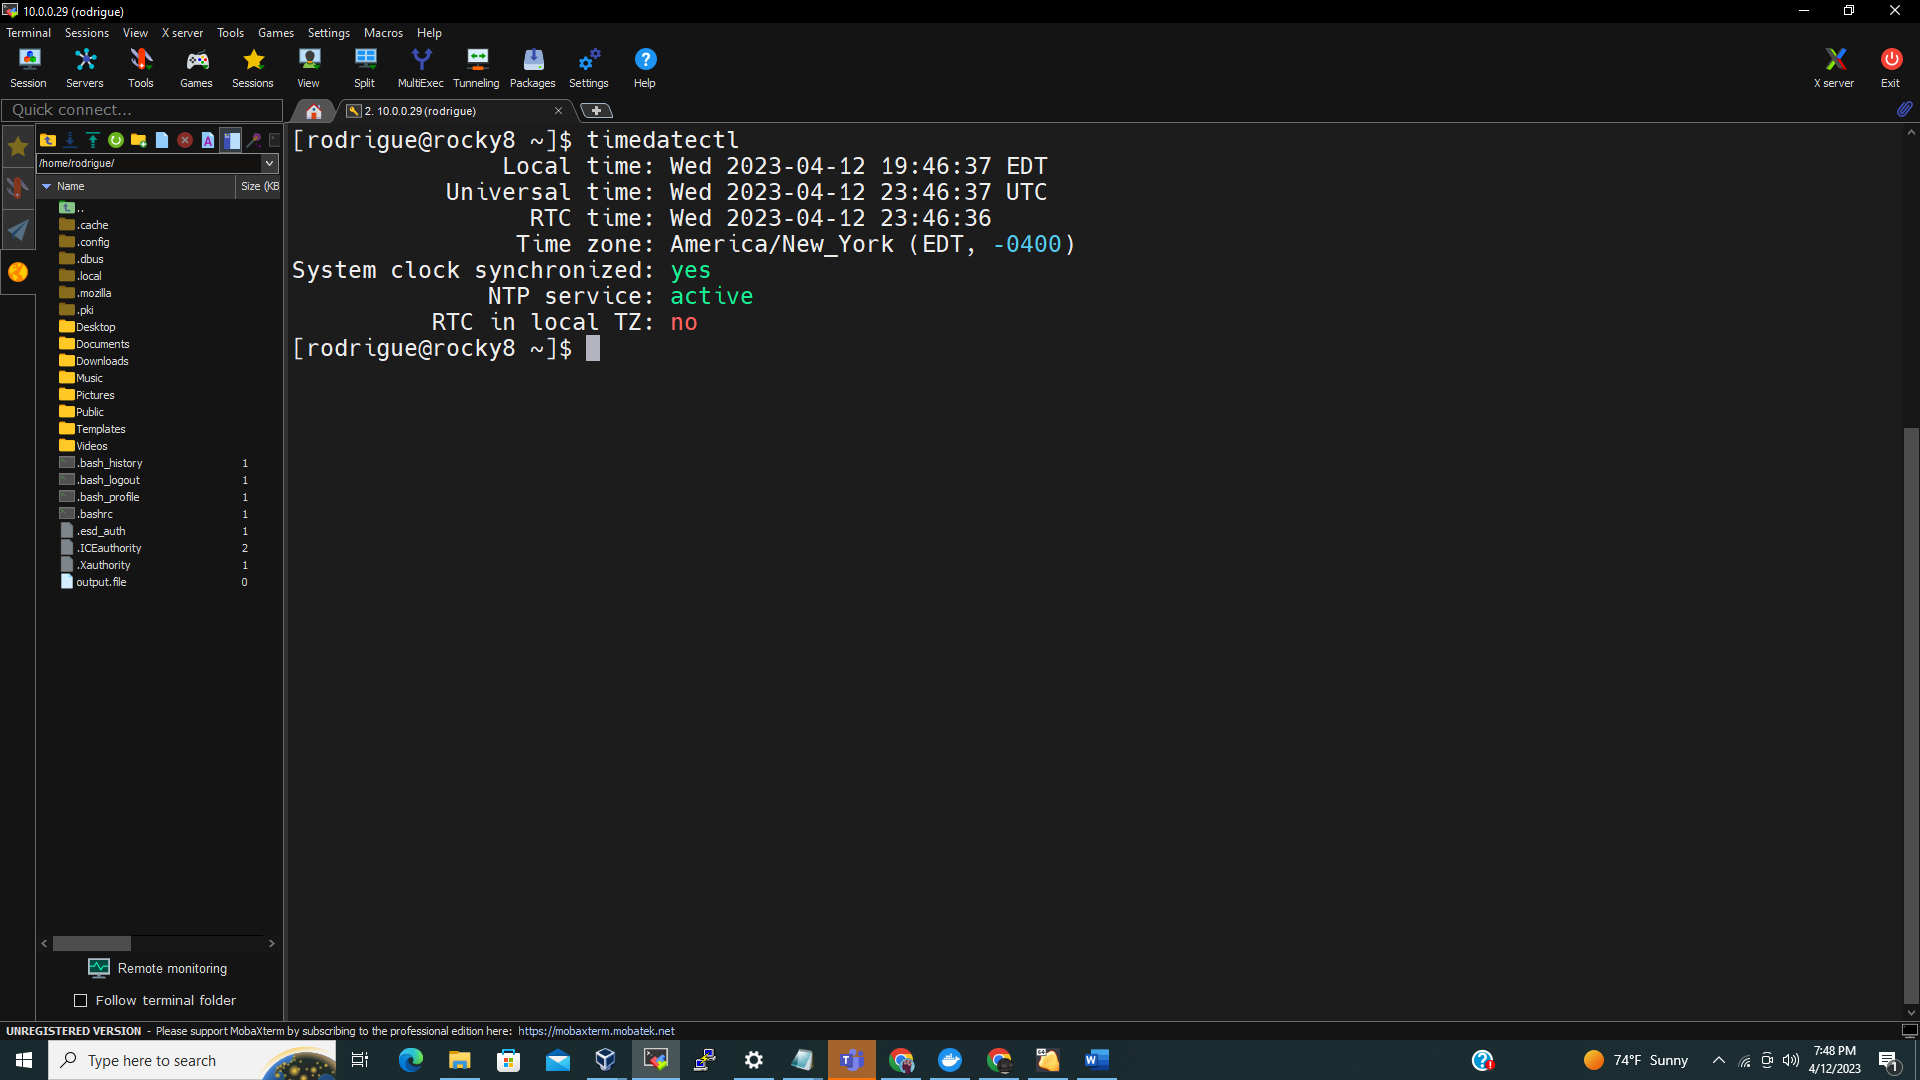 10.0.0.29 (rodrigue)
Terminal Sessions View X server Tools Games Settings Macros Help
Session Servers Tools Games Sessions View Split MultiExec Tunneling Packages Settings Help X server Exit
Quick connect...
2. 10.0.0.29 (rodrigue)
/home/rodrigue/
Name Size (KB
..
.cache
.config
.dbus
.local
.mozilla
.pki
Desktop
Documents
Downloads
Music
Pictures
Public
Templates
Videos
.bash_history 1
.bash_logout 1
.bash_profile 1
.bashrc 1
.esd_auth 1
.ICEauthority 2
.Xauthority 1
output.file 0
Remote monitoring
Follow terminal folder
[rodrigue@rocky8 ~]$ timedatectl
Local time: Wed 2023-04-12 19:46:37 EDT
Universal time: Wed 2023-04-12 23:46:37 UTC
RTC time: Wed 2023-04-12 23:46:36
Time zone: America/New_York (EDT, -0400)
System clock synchronized: yes
NTP service: active
RTC in local TZ: no
[rodrigue@rocky8 ~]$
UNREGISTERED VERSION - Please support MobaXterm by subscribing to the professional edition here: https://mobaxterm.mobatek.net
Type here to search
74°F Sunny
7:48 PM
4/12/2023
1